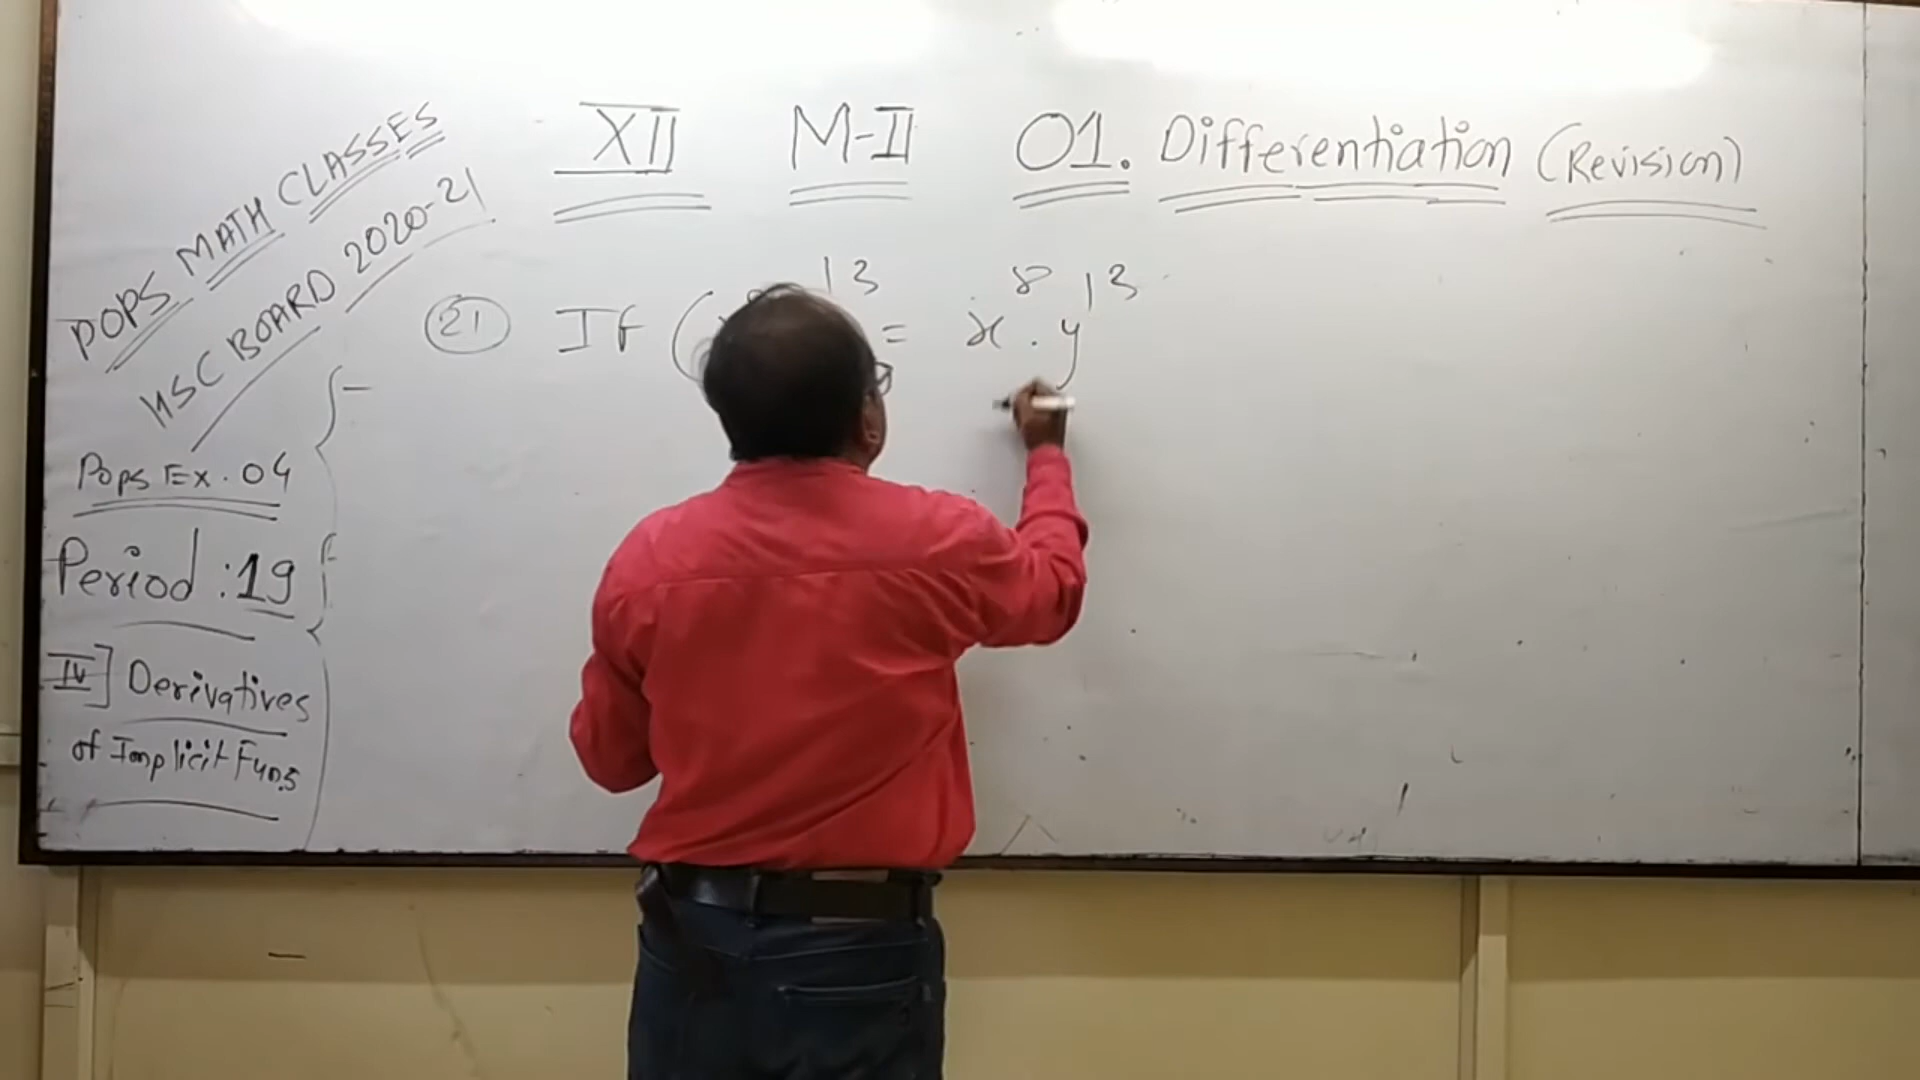 XII M-II 01. Differentiation (Revision)
POPS MATH CLASSES
HSC BOARD 2020-21
Pops Ex. 04
Period : 19
IV] Derivatives
of Implicit Funs
(21) If ( 13 = x⁸ . y¹³